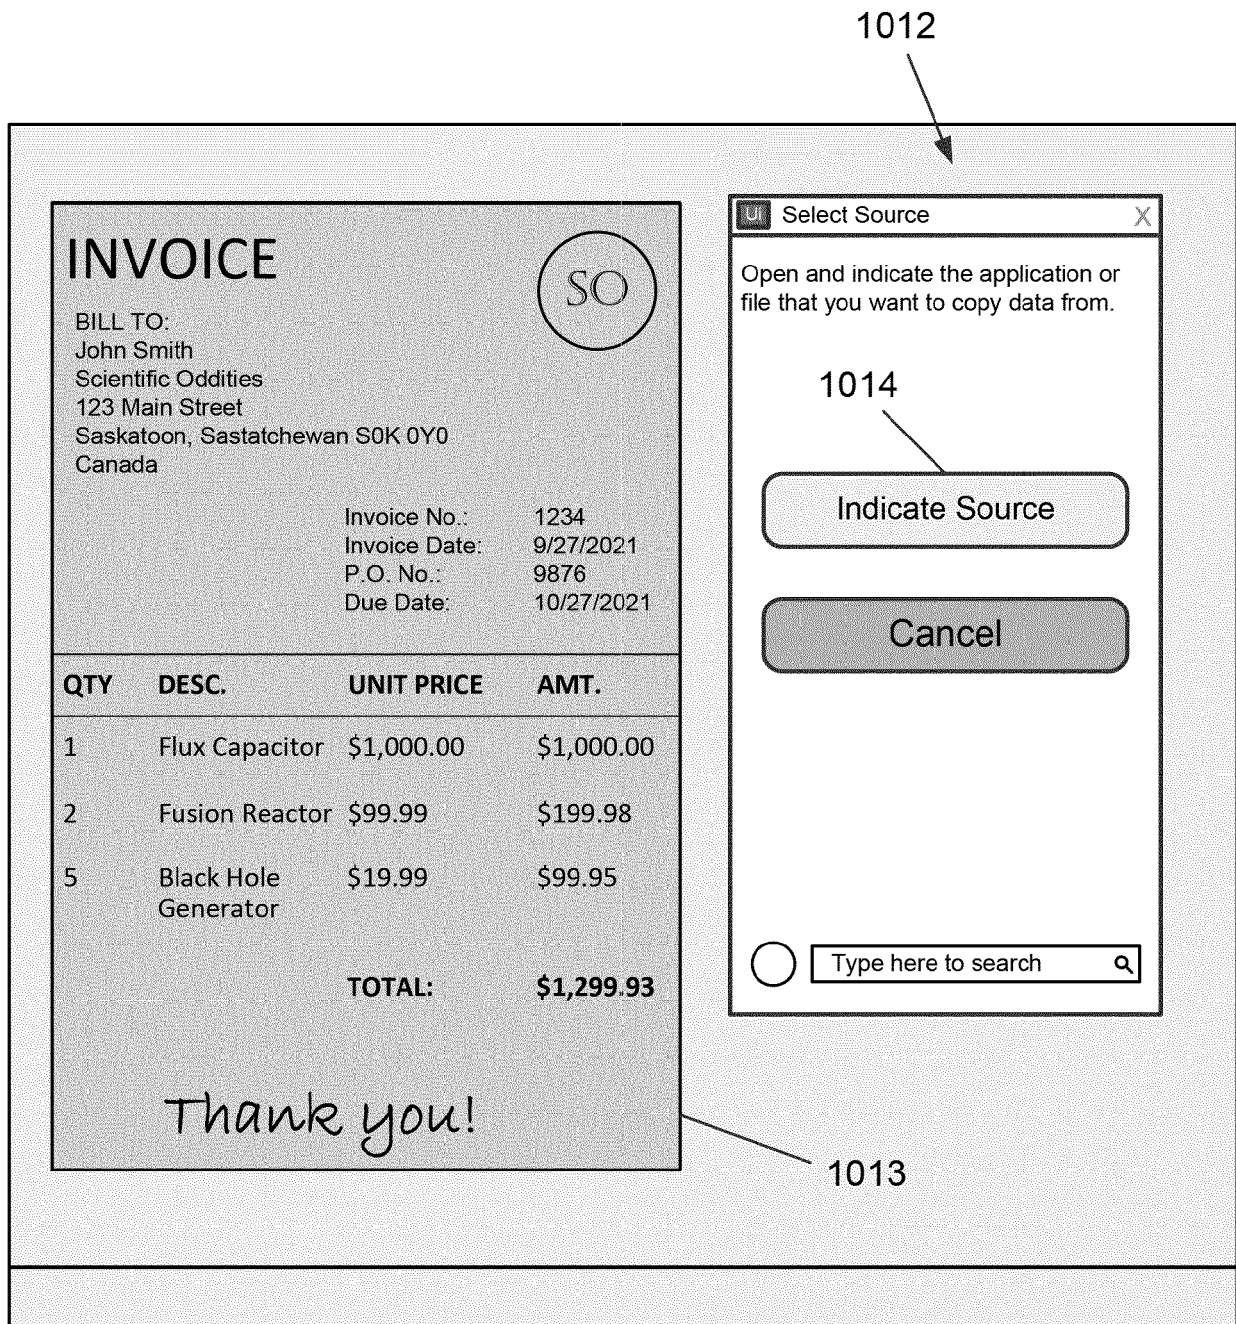 1012
INVOICE
SO
BILL TO:
John Smith
Scientific Oddities
123 Main Street
Saskatoon, Sastatchewan S0K 0Y0
Canada
Invoice No.: 1234
Invoice Date: 9/27/2021
P.O. No.: 9876
Due Date: 10/27/2021
QTY DESC. UNIT PRICE AMT.
1 Flux Capacitor $1,000.00 $1,000.00
2 Fusion Reactor $99.99 $199.98
5 Black Hole $19.99 $99.95
Generator
TOTAL: $1,299.93
Thank you!
1013
Ui Select Source X
Open and indicate the application or
file that you want to copy data from.
1014
Indicate Source
Cancel
Type here to search